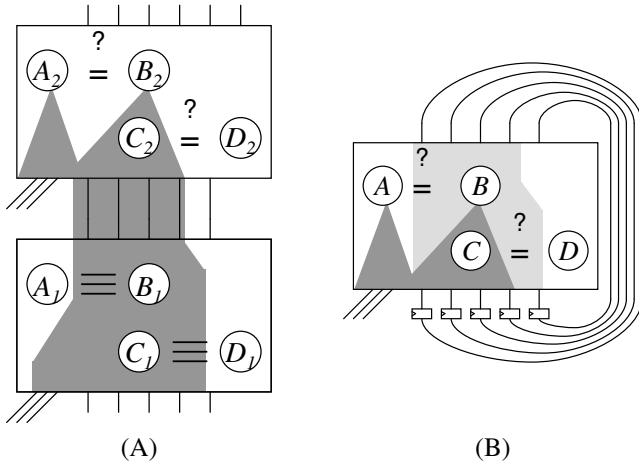 ?
A₂ = B₂
?
C₂ = D₂
A₁ ≡ B₁
C₁ ≡ D₁
(A)
?
A = B
?
C = D
(B)